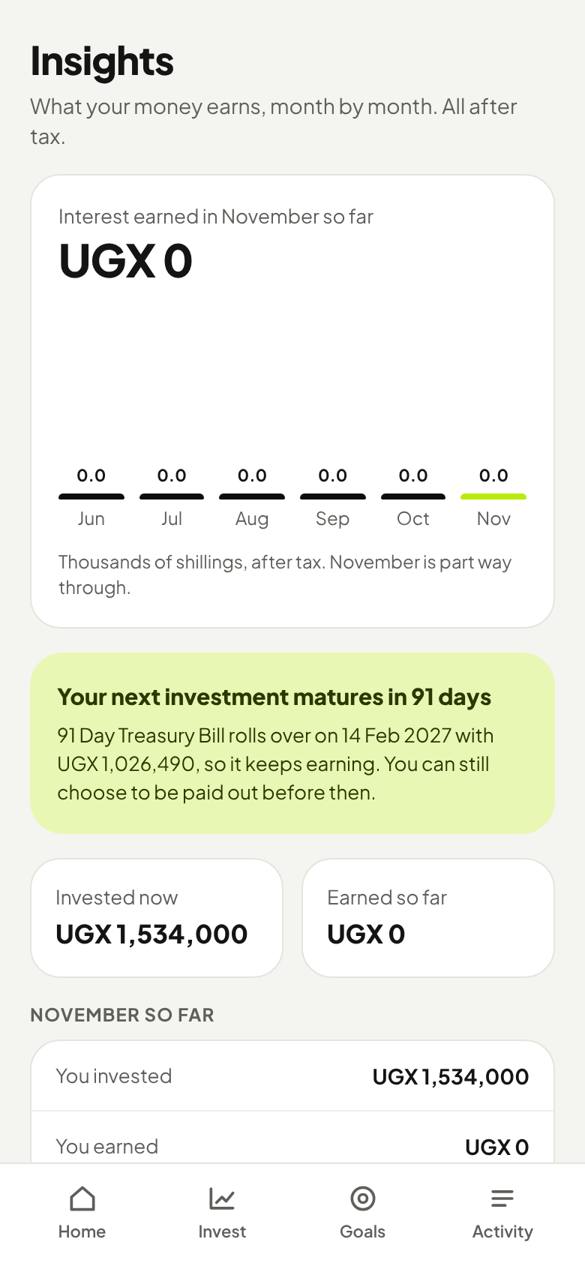 Insights
What your money earns, month by month. All after
tax.
Interest earned in November so far
UGX 0
0.0 0.0 0.0 0.0 0.0 0.0
Jun Jul Aug Sep Oct Nov
Thousands of shillings, after tax. November is part way
through.
Your next investment matures in 91 days
91 Day Treasury Bill rolls over on 14 Feb 2027 with
UGX 1,026,490, so it keeps earning. You can still
choose to be paid out before then.
Invested now Earned so far
UGX 1,534,000 UGX 0
NOVEMBER SO FAR
You invested UGX 1,534,000
You earned UGX 0
Home Invest Goals Activity